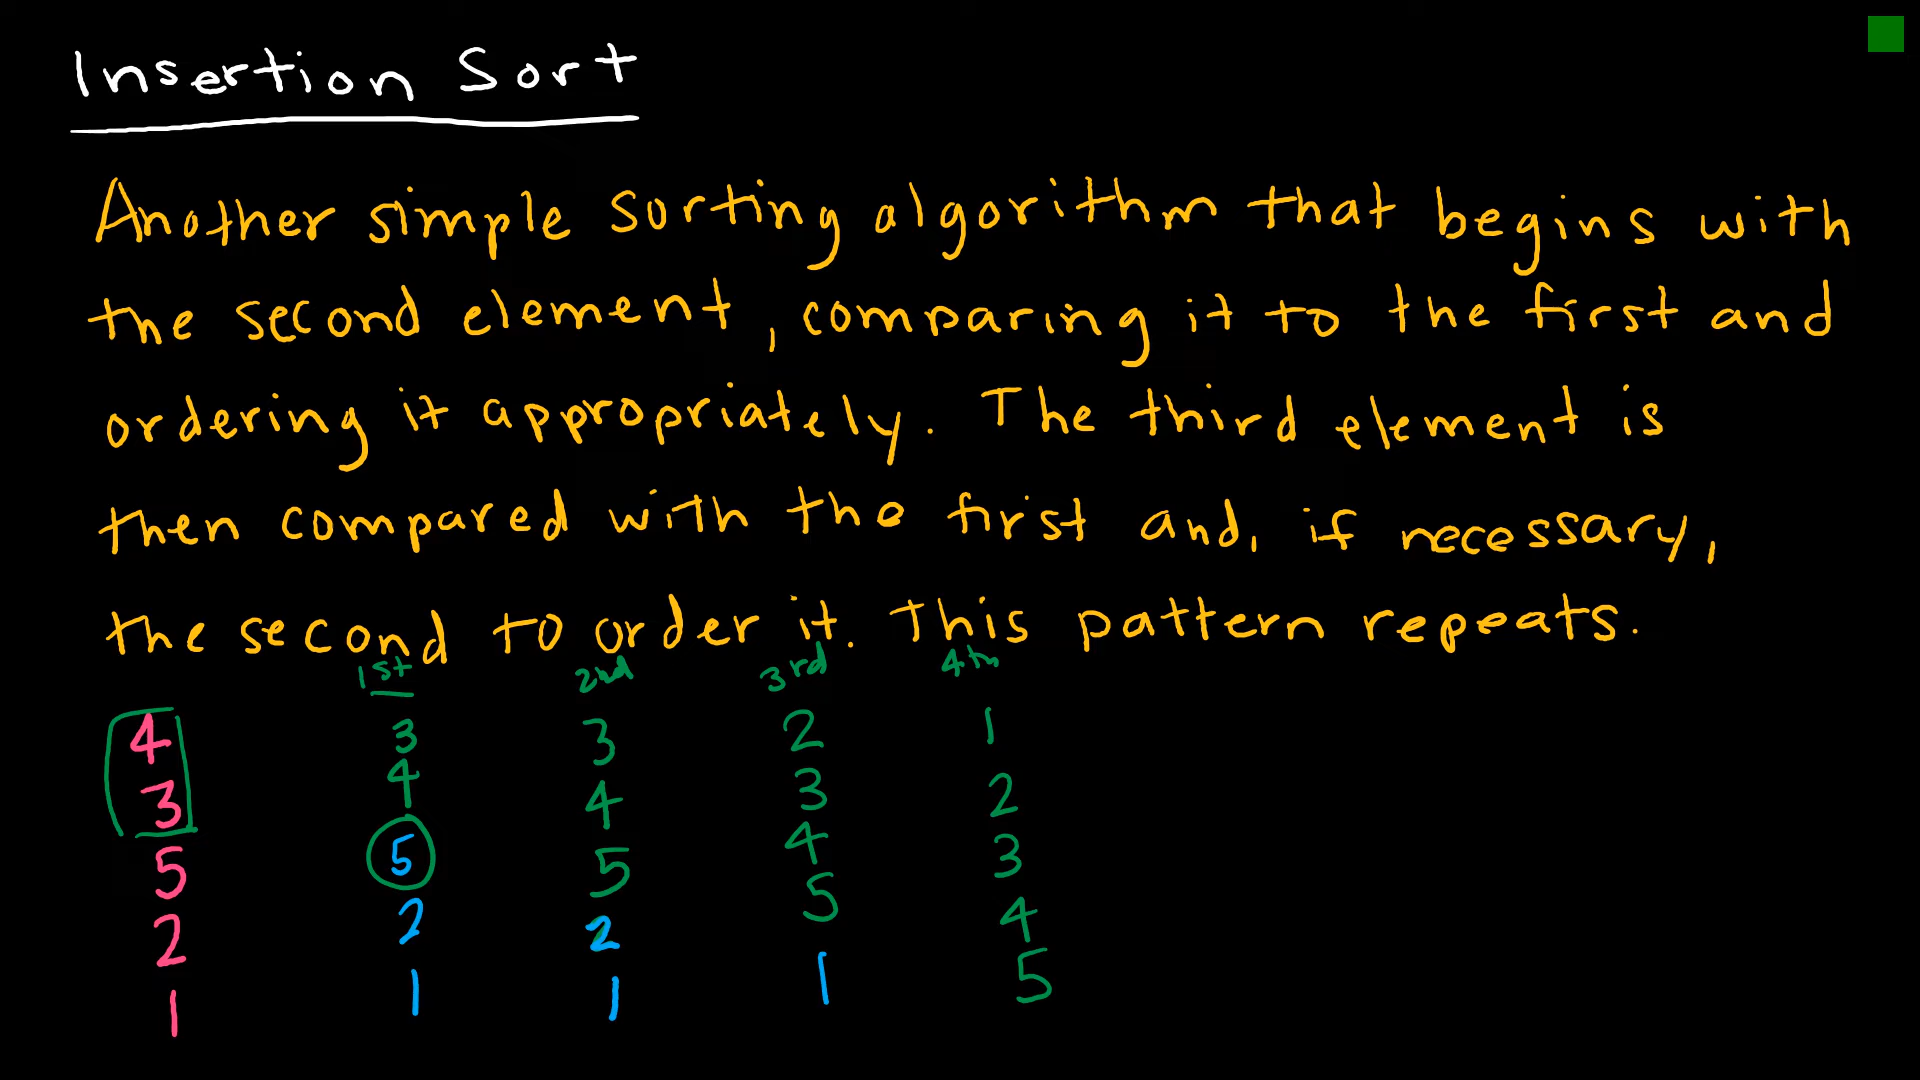 Insertion Sort
Another simple sorting algorithm that begins with
the second element, comparing it to the first and
ordering it appropriately. The third element is
then compared with the first and, if necessary,
the second to order it. This pattern repeats.
1st 2nd 3rd 4th
4 3 3 2 1
3 4 4 3 2
5 5 5 4 3
2 2 2 5 4
1 1 1 1 5